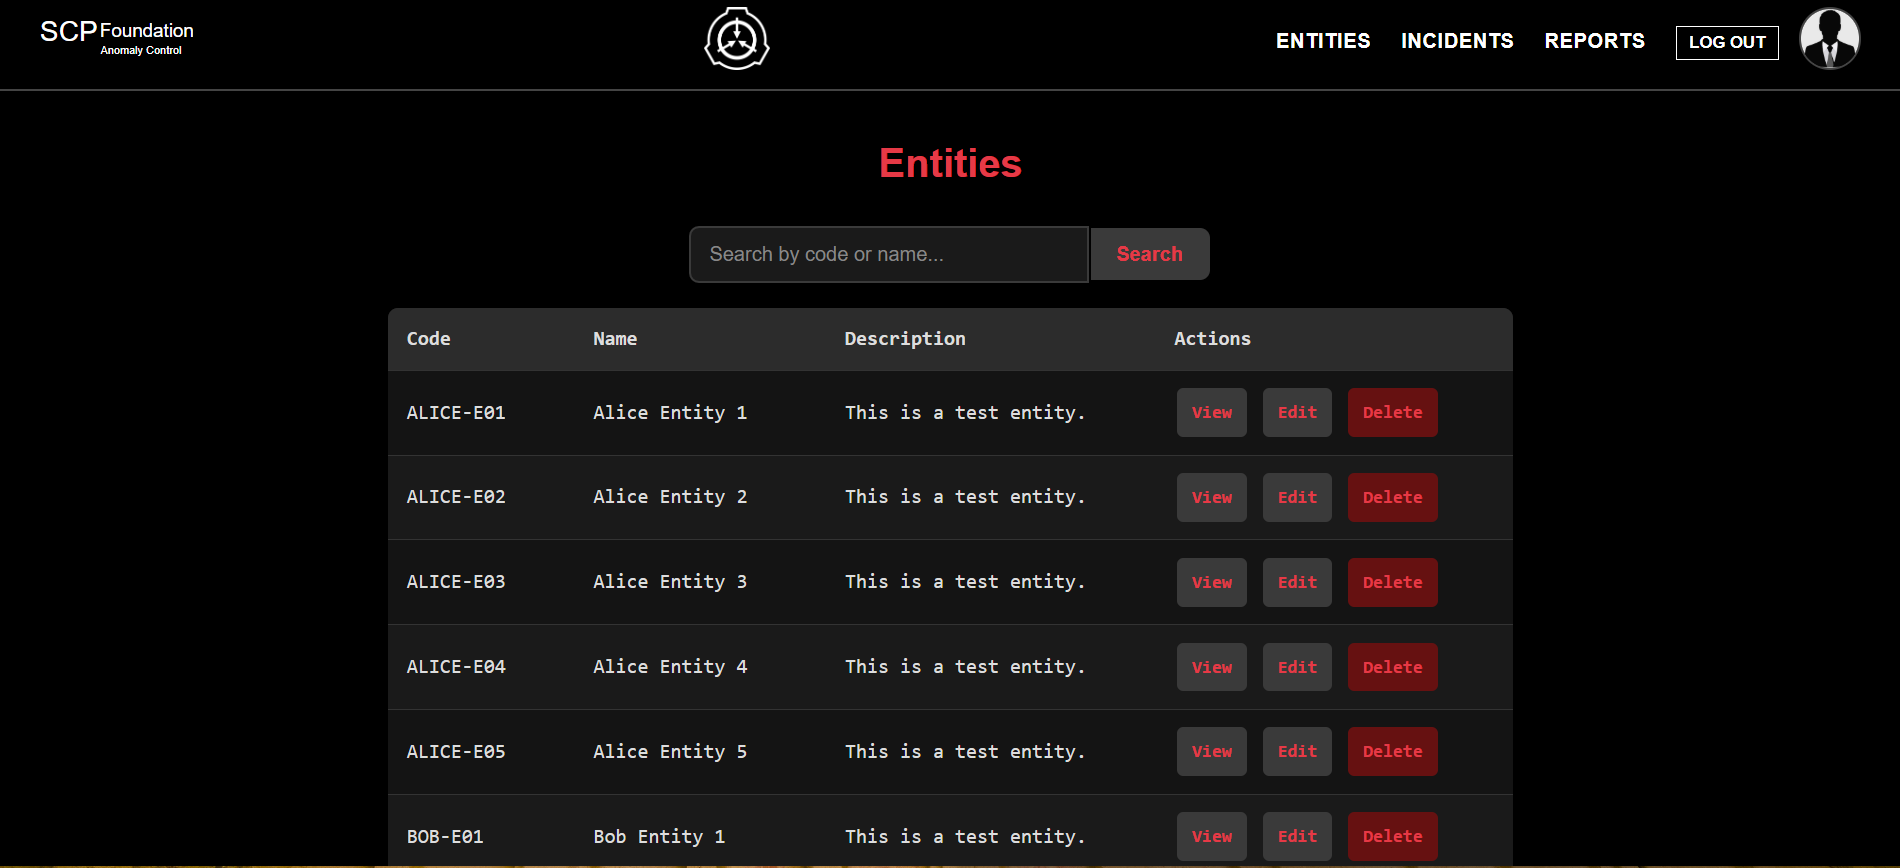 SCP Foundation
Anomaly Control
ENTITIES INCIDENTS REPORTS LOG OUT
Entities
Search by code or name... Search
Code Name Description Actions
ALICE-E01 Alice Entity 1 This is a test entity. View Edit Delete
ALICE-E02 Alice Entity 2 This is a test entity. View Edit Delete
ALICE-E03 Alice Entity 3 This is a test entity. View Edit Delete
ALICE-E04 Alice Entity 4 This is a test entity. View Edit Delete
ALICE-E05 Alice Entity 5 This is a test entity. View Edit Delete
BOB-E01 Bob Entity 1 This is a test entity. View Edit Delete